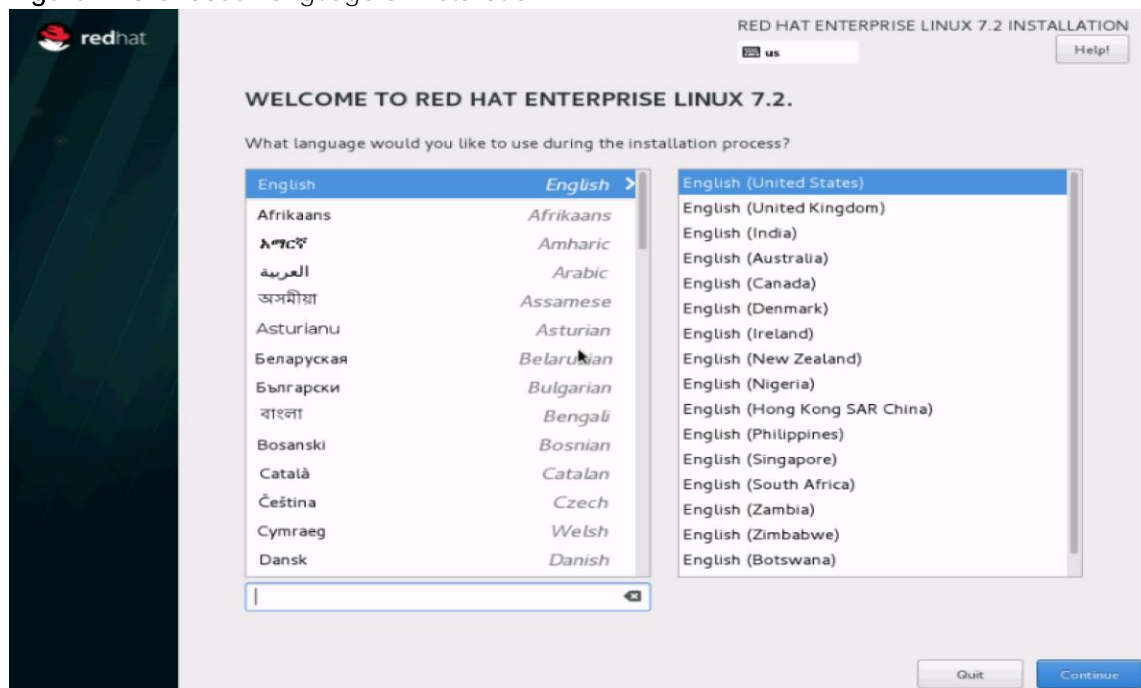 redhat
RED HAT ENTERPRISE LINUX 7.2 INSTALLATION
us
Help!
WELCOME TO RED HAT ENTERPRISE LINUX 7.2.
What language would you like to use during the installation process?
English English
Afrikaans Afrikaans
አማርኛ Amharic
العربية Arabic
অসমীয়া Assamese
Asturianu Asturian
Беларуская Belarusian
Български Bulgarian
বাংলা Bengali
Bosanski Bosnian
Català Catalan
Čeština Czech
Cymraeg Welsh
Dansk Danish
English (United States)
English (United Kingdom)
English (India)
English (Australia)
English (Canada)
English (Denmark)
English (Ireland)
English (New Zealand)
English (Nigeria)
English (Hong Kong SAR China)
English (Philippines)
English (Singapore)
English (South Africa)
English (Zambia)
English (Zimbabwe)
English (Botswana)
Quit
Continue